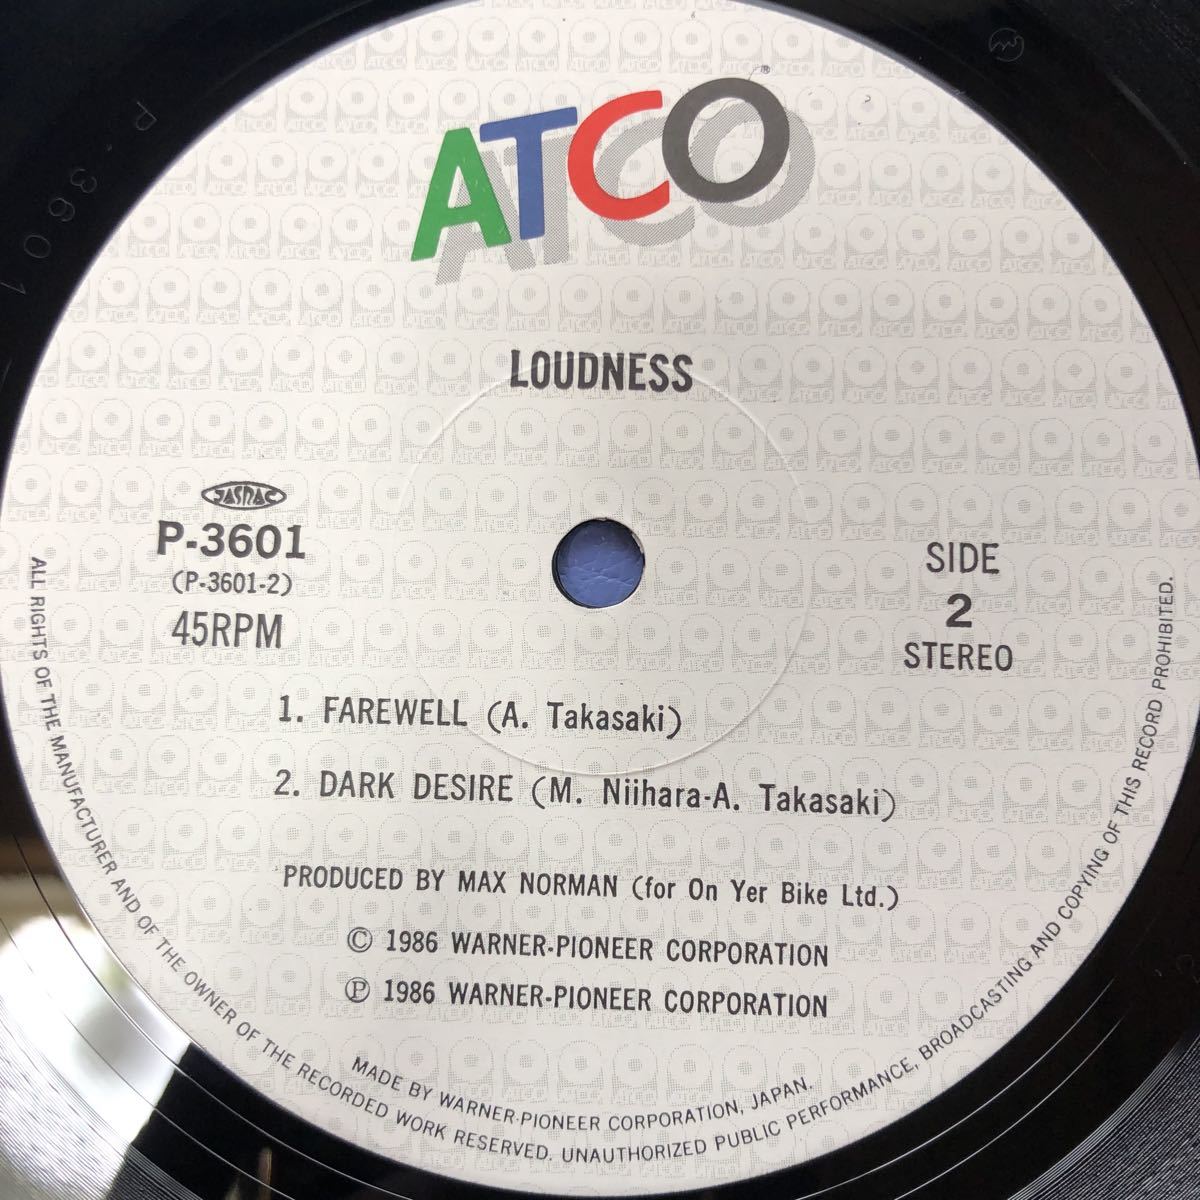 ATCO®
LOUDNESS
JASRAC
P-3601
(P-3601-2)
45RPM
SIDE
2
STEREO
1. FAREWELL (A. Takasaki)
2. DARK DESIRE (M. Niihara-A. Takasaki)
PRODUCED BY MAX NORMAN (for On Yer Bike Ltd.)
© 1986 WARNER-PIONEER CORPORATION
℗ 1986 WARNER-PIONEER CORPORATION
MADE BY WARNER-PIONEER CORPORATION, JAPAN.
ALL RIGHTS OF THE MANUFACTURER AND OF THE OWNER OF THE RECORDED WORK RESERVED. UNAUTHORIZED PUBLIC PERFORMANCE, BROADCASTING AND COPYING OF THIS RECORD PROHIBITED.
P 3601